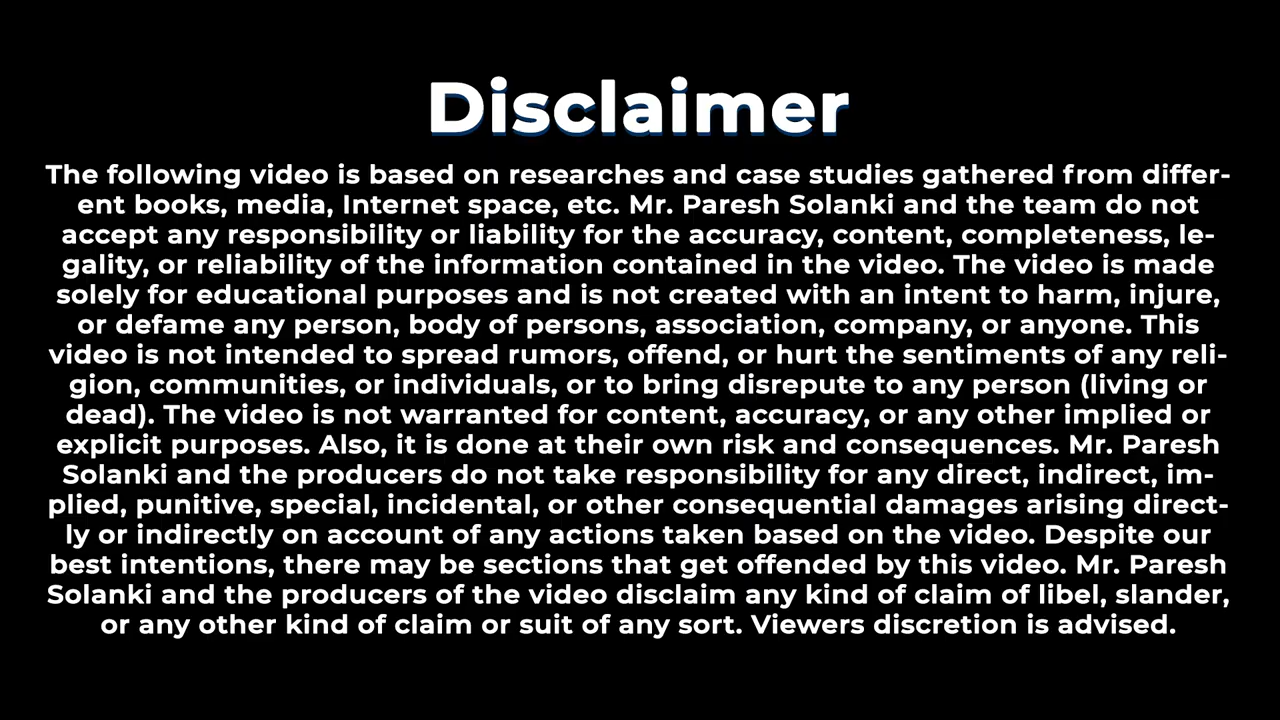 Disclaimer
The following video is based on researches and case studies gathered from differ-
ent books, media, Internet space, etc. Mr. Paresh Solanki and the team do not
accept any responsibility or liability for the accuracy, content, completeness, le-
gality, or reliability of the information contained in the video. The video is made
solely for educational purposes and is not created with an intent to harm, injure,
or defame any person, body of persons, association, company, or anyone. This
video is not intended to spread rumors, offend, or hurt the sentiments of any reli-
gion, communities, or individuals, or to bring disrepute to any person (living or
dead). The video is not warranted for content, accuracy, or any other implied or
explicit purposes. Also, it is done at their own risk and consequences. Mr. Paresh
Solanki and the producers do not take responsibility for any direct, indirect, im-
plied, punitive, special, incidental, or other consequential damages arising direct-
ly or indirectly on account of any actions taken based on the video. Despite our
best intentions, there may be sections that get offended by this video. Mr. Paresh
Solanki and the producers of the video disclaim any kind of claim of libel, slander,
or any other kind of claim or suit of any sort. Viewers discretion is advised.